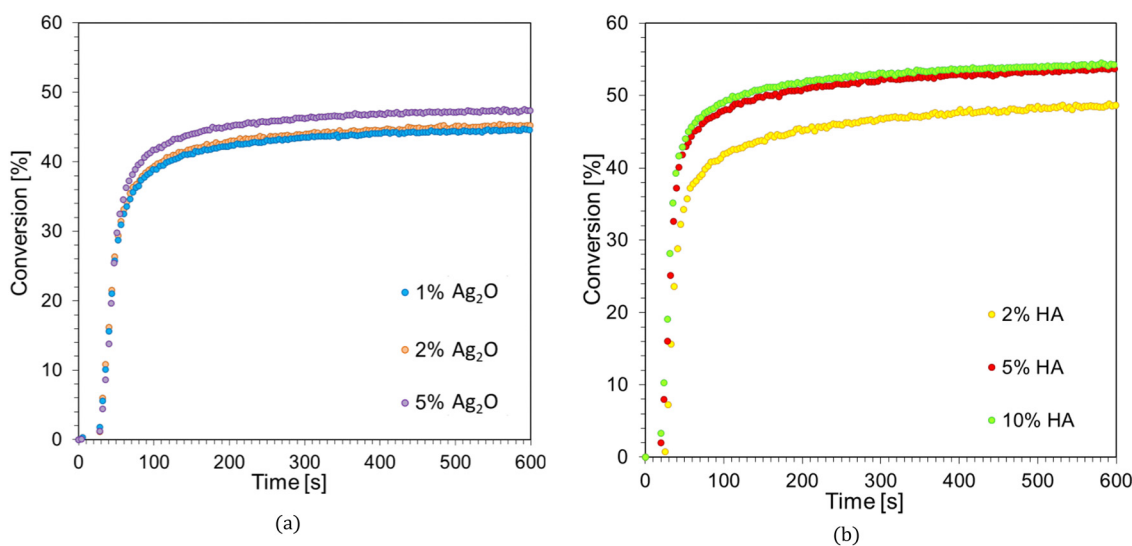 60
50
40
30
20
10
0
Conversion [%]
0 100 200 300 400 500 600
Time [s]
1% Ag₂O
2% Ag₂O
5% Ag₂O
(a)
60
50
40
30
20
10
0
Conversion [%]
0 100 200 300 400 500 600
Time [s]
2% HA
5% HA
10% HA
(b)